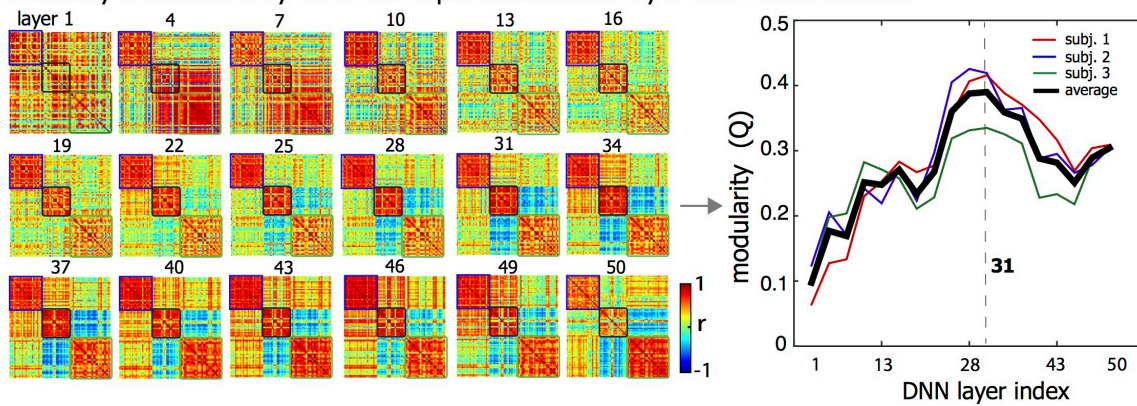 layer 1 4 7 10 13 16
19 22 25 28 31 34
37 40 43 46 49 50
1
r
-1
0.5
0.4
0.3
0.2
0.1
0
modularity (Q)
subj. 1
subj. 2
subj. 3
average
31
1 13 28 43 50
DNN layer index